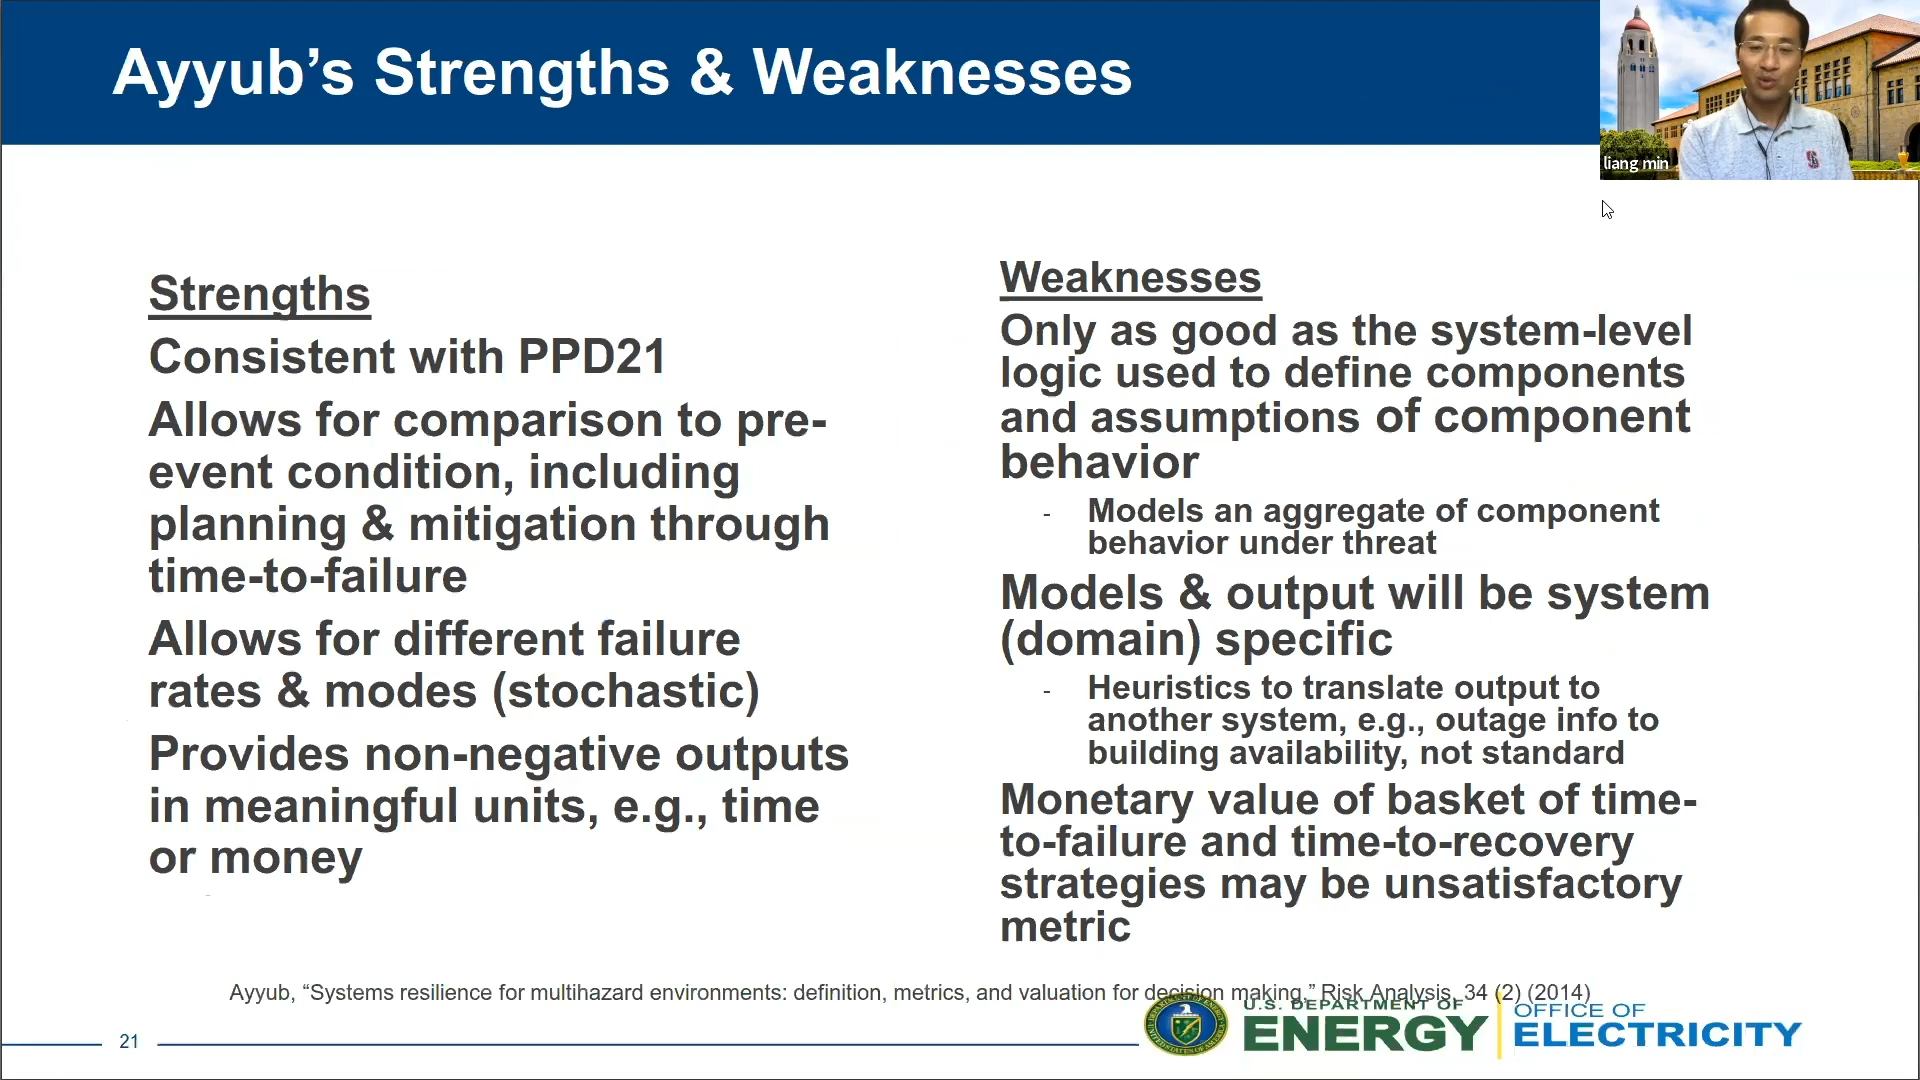 Ayyub’s Strengths & Weaknesses
liang min
Strengths
Consistent with PPD21
Allows for comparison to pre-
event condition, including
planning & mitigation through
time-to-failure
Allows for different failure
rates & modes (stochastic)
Provides non-negative outputs
in meaningful units, e.g., time
or money
Weaknesses
Only as good as the system-level
logic used to define components
and assumptions of component
behavior
- Models an aggregate of component
behavior under threat
Models & output will be system
(domain) specific
- Heuristics to translate output to
another system, e.g., outage info to
building availability, not standard
Monetary value of basket of time-
to-failure and time-to-recovery
strategies may be unsatisfactory
metric
Ayyub, “Systems resilience for multihazard environments: definition, metrics, and valuation for decision making,” Risk Analysis, 34 (2) (2014)
21
U.S. DEPARTMENT OF
ENERGY
OFFICE OF
ELECTRICITY